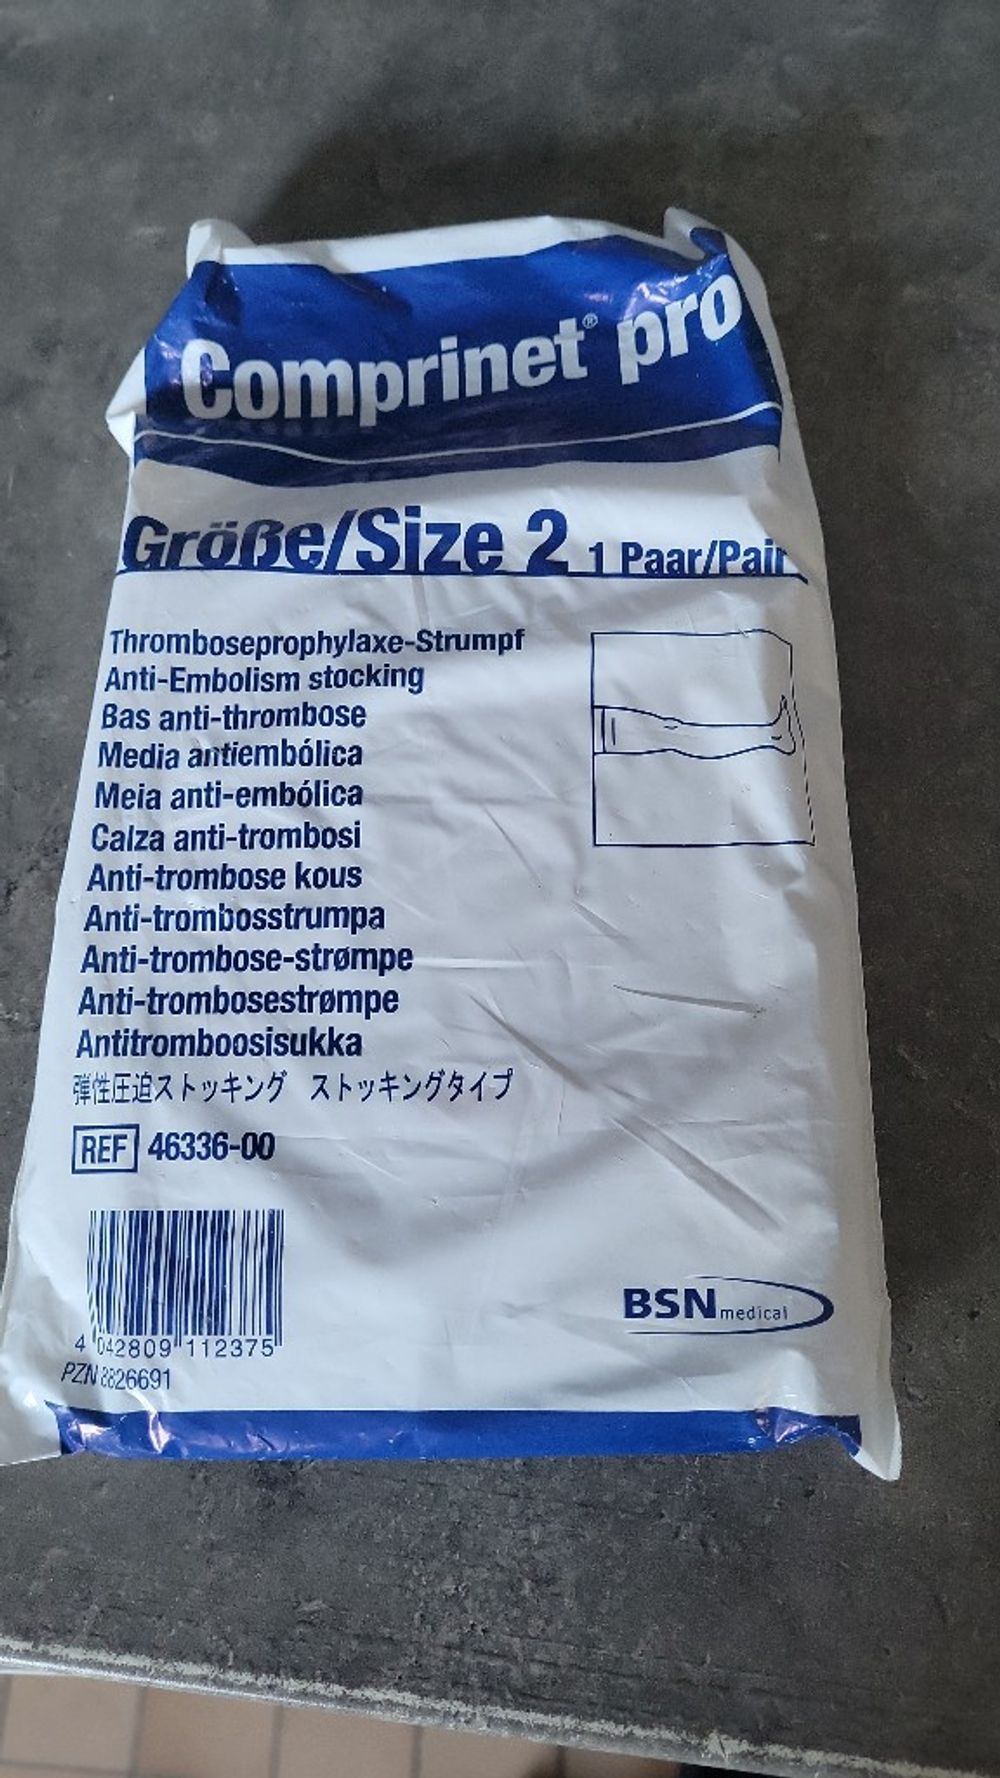 Comprinet® pro
Größe/Size 2 1 Paar/Pair
Thromboseprophylaxe-Strumpf
Anti-Embolism stocking
Bas anti-thrombose
Media antiembólica
Meia anti-embólica
Calza anti-trombosi
Anti-trombose kous
Anti-trombosstrumpa
Anti-trombose-strømpe
Anti-trombosestrømpe
Antitromboosisukka
弾性圧迫ストッキング ストッキングタイプ
REF 46336-00
4 042809 112375
PZN 8826691
BSN medical